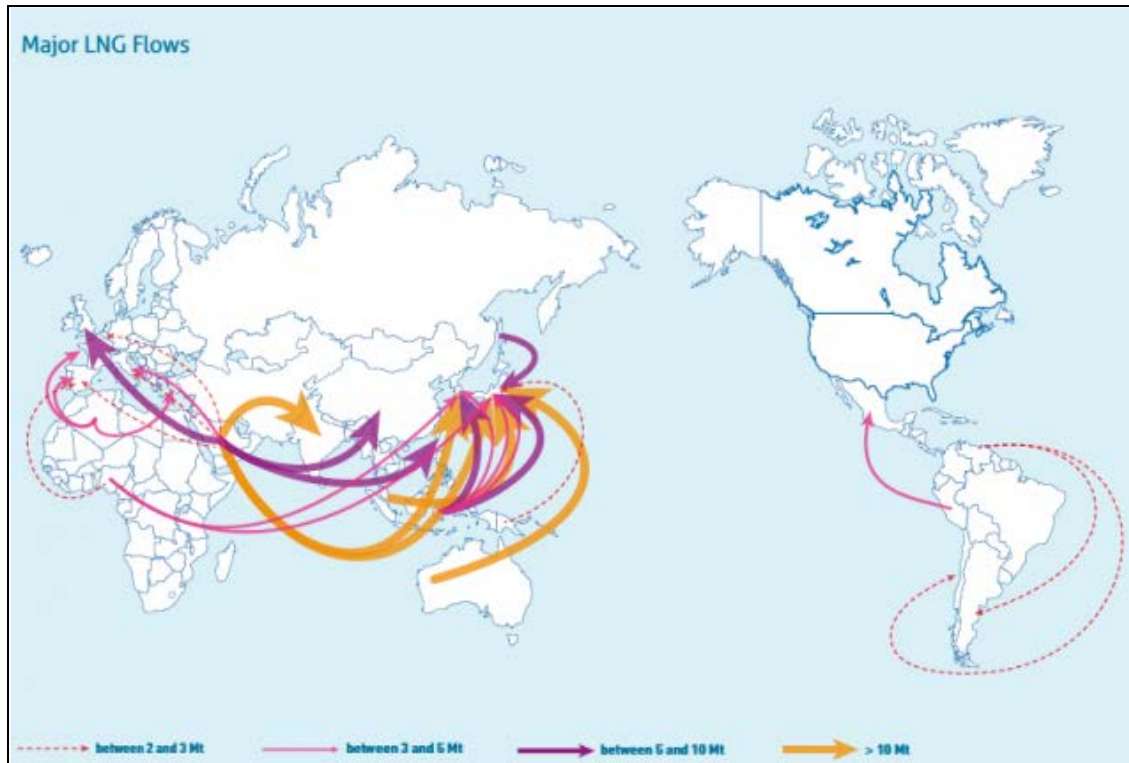 Major LNG Flows
between 2 and 3 Mt
between 3 and 5 Mt
between 5 and 10 Mt
> 10 Mt